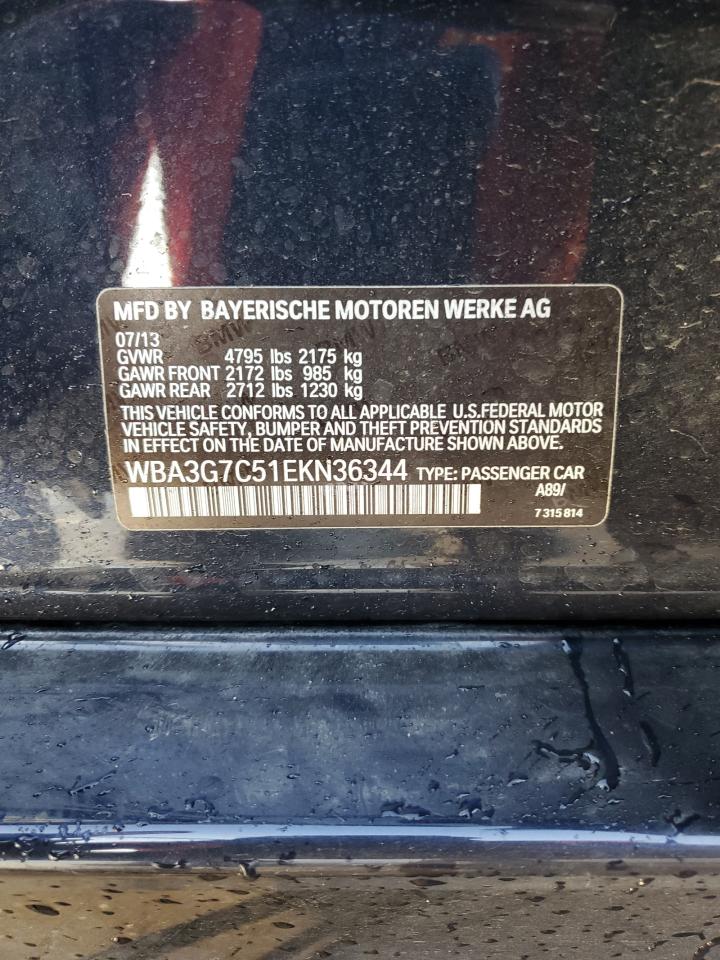 MFD BY BAYERISCHE MOTOREN WERKE AG
07/13
GVWR 4795 lbs 2175 kg
GAWR FRONT 2172 lbs 985 kg
GAWR REAR 2712 lbs 1230 kg
THIS VEHICLE CONFORMS TO ALL APPLICABLE U.S.FEDERAL MOTOR
VEHICLE SAFETY, BUMPER AND THEFT PREVENTION STANDARDS
IN EFFECT ON THE DATE OF MANUFACTURE SHOWN ABOVE.
WBA3G7C51EKN36344 TYPE: PASSENGER CAR
A89/
7 315 814